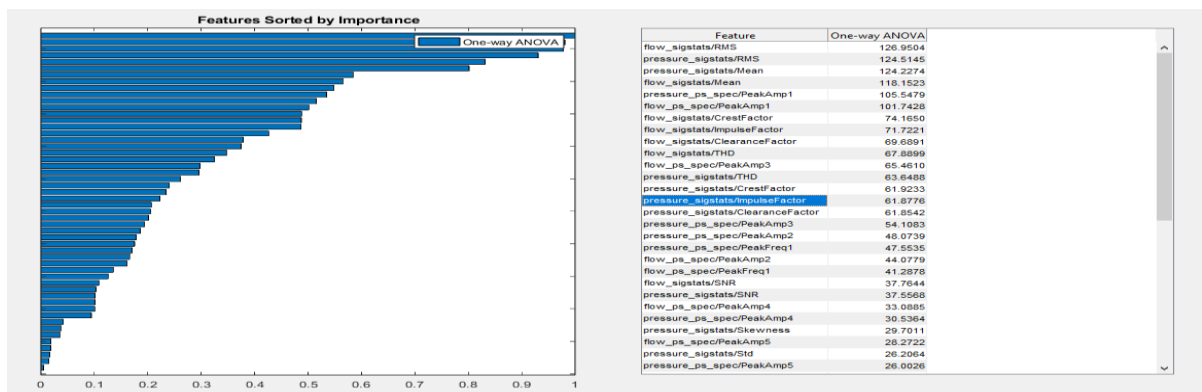 Features Sorted by Importance
One-way ANOVA
0 0.1 0.2 0.3 0.4 0.5 0.6 0.7 0.8 0.9 1
Feature One-way ANOVA
flow_sigstats/RMS 126.9504
pressure_sigstats/RMS 124.5145
pressure_sigstats/Mean 124.2274
flow_sigstats/Mean 118.1523
pressure_ps_spec/PeakAmp1 105.5479
flow_ps_spec/PeakAmp1 101.7428
flow_sigstats/CrestFactor 74.1650
flow_sigstats/ImpulseFactor 71.7221
flow_sigstats/ClearanceFactor 69.6891
flow_sigstats/THD 67.8899
flow_ps_spec/PeakAmp3 65.4610
pressure_sigstats/THD 63.6488
pressure_sigstats/CrestFactor 61.9233
pressure_sigstats/ImpulseFactor 61.8776
pressure_sigstats/ClearanceFactor 61.8542
pressure_ps_spec/PeakAmp3 54.1083
pressure_ps_spec/PeakAmp2 48.0739
pressure_ps_spec/PeakFreq1 47.5535
flow_ps_spec/PeakAmp2 44.0779
flow_ps_spec/PeakFreq1 41.2878
flow_sigstats/SNR 37.7644
pressure_sigstats/SNR 37.5568
flow_ps_spec/PeakAmp4 33.0885
pressure_ps_spec/PeakAmp4 30.5364
pressure_sigstats/Skewness 29.7011
flow_ps_spec/PeakAmp5 28.2722
pressure_sigstats/Std 26.2064
pressure_ps_spec/PeakAmp5 26.0026